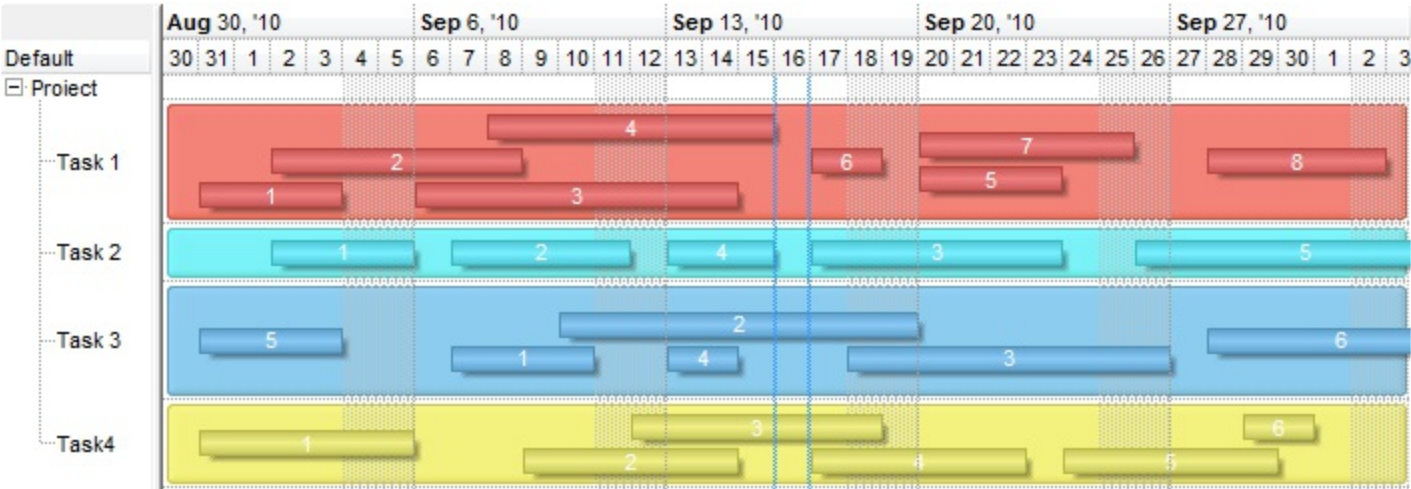 Aug 30, '10 Sep 6, '10 Sep 13, '10 Sep 20, '10 Sep 27, '10
Default 30 31 1 2 3 4 5 6 7 8 9 10 11 12 13 14 15 16 17 18 19 20 21 22 23 24 25 26 27 28 29 30 1 2 3
Project
4
7
Task 1 2 6 8
5
1 3
Task 2 1 2 4 3 5
2
Task 3 5 6
1 4 3
3 6
Task4 1
2 4 5